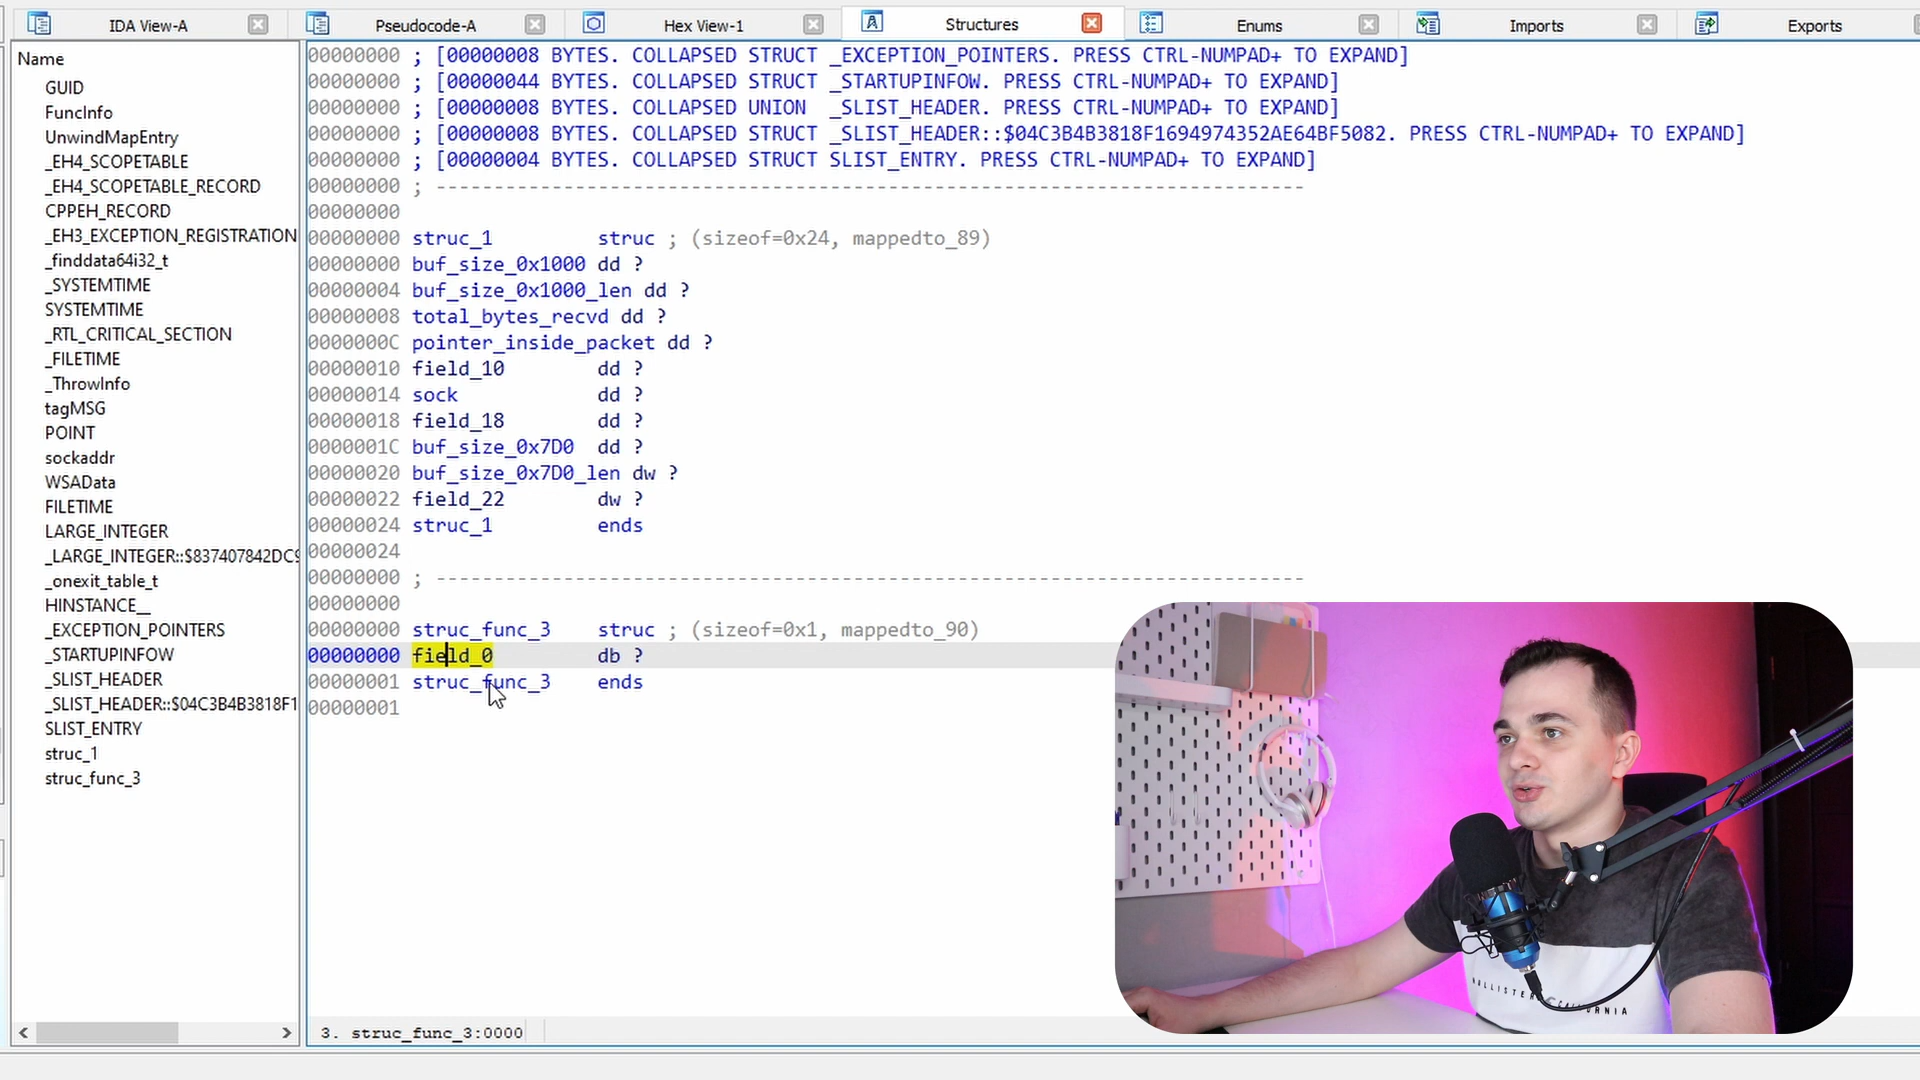 IDA View-A
Pseudocode-A
Hex View-1
Structures
Enums
Imports
Exports
Name
GUID
FuncInfo
UnwindMapEntry
_EH4_SCOPETABLE
_EH4_SCOPETABLE_RECORD
CPPEH_RECORD
_EH3_EXCEPTION_REGISTRATION
_finddata64i32_t
_SYSTEMTIME
SYSTEMTIME
_RTL_CRITICAL_SECTION
_FILETIME
_ThrowInfo
tagMSG
POINT
sockaddr
WSAData
FILETIME
LARGE_INTEGER
_LARGE_INTEGER::$837407842DC9
_onexit_table_t
HINSTANCE__
_EXCEPTION_POINTERS
_STARTUPINFOW
_SLIST_HEADER
_SLIST_HEADER::$04C3B4B3818F1
SLIST_ENTRY
struc_1
struc_func_3
00000000 ; [00000008 BYTES. COLLAPSED STRUCT _EXCEPTION_POINTERS. PRESS CTRL-NUMPAD+ TO EXPAND]
00000000 ; [00000044 BYTES. COLLAPSED STRUCT _STARTUPINFOW. PRESS CTRL-NUMPAD+ TO EXPAND]
00000000 ; [00000008 BYTES. COLLAPSED UNION  _SLIST_HEADER. PRESS CTRL-NUMPAD+ TO EXPAND]
00000000 ; [00000008 BYTES. COLLAPSED STRUCT _SLIST_HEADER::$04C3B4B3818F1694974352AE64BF5082. PRESS CTRL-NUMPAD+ TO EXPAND]
00000000 ; [00000004 BYTES. COLLAPSED STRUCT SLIST_ENTRY. PRESS CTRL-NUMPAD+ TO EXPAND]
00000000 ; ---------------------------------------------------------------------------
00000000
00000000 struc_1         struc ; (sizeof=0x24, mappedto_89)
00000000 buf_size_0x1000 dd ?
00000004 buf_size_0x1000_len dd ?
00000008 total_bytes_recvd dd ?
0000000C pointer_inside_packet dd ?
00000010 field_10        dd ?
00000014 sock            dd ?
00000018 field_18        dd ?
0000001C buf_size_0x7D0  dd ?
00000020 buf_size_0x7D0_len dw ?
00000022 field_22        dw ?
00000024 struc_1         ends
00000024
00000000 ; ---------------------------------------------------------------------------
00000000
00000000 struc_func_3    struc ; (sizeof=0x1, mappedto_90)
00000000 field_0         db ?
00000001 struc_func_3    ends
00000001
3. struc_func_3:0000
HOLLISTER CALIFORNIA